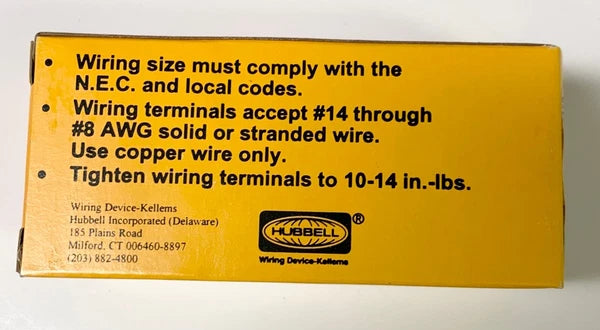 • Wiring size must comply with the
N.E.C. and local codes.
• Wiring terminals accept #14 through
#8 AWG solid or stranded wire.
Use copper wire only.
• Tighten wiring terminals to 10-14 in.-lbs.
Wiring Device-Kellems
Hubbell Incorporated (Delaware)
185 Plains Road
Milford, CT 006460-8897
(203) 882-4800
HUBBELL®
Wiring Device-Kellems